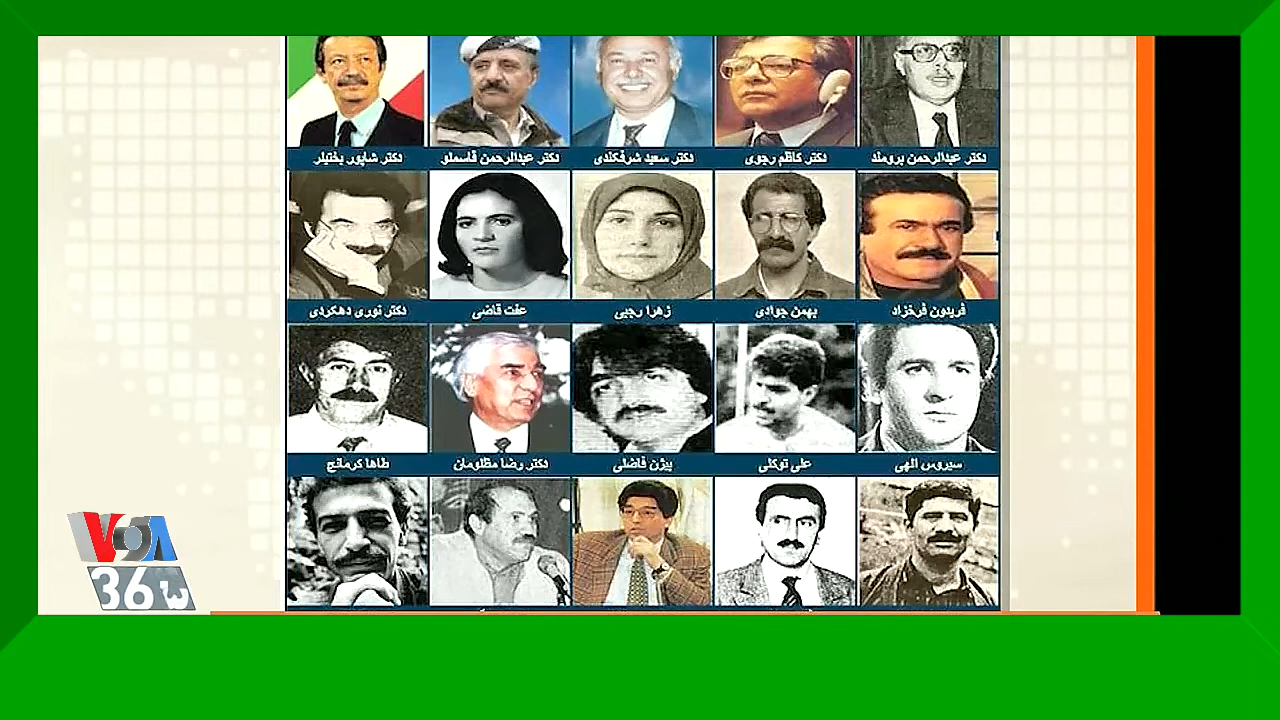 دکتر عبدالرحمن برومند دکتر کاظم رجوی دکتر سعید شرفکندی دکتر عبدالرحمن قاسملو دکتر شاپور بختیار
فریدون فرخزاد بهمن جوادی زهرا رجبی عفت قاضی دکتر نوری دهکردی
سیروس الهی علی توکلی بیژن فاضلی دکتر رضا مظلومان طاها کرمانج
VOA
36